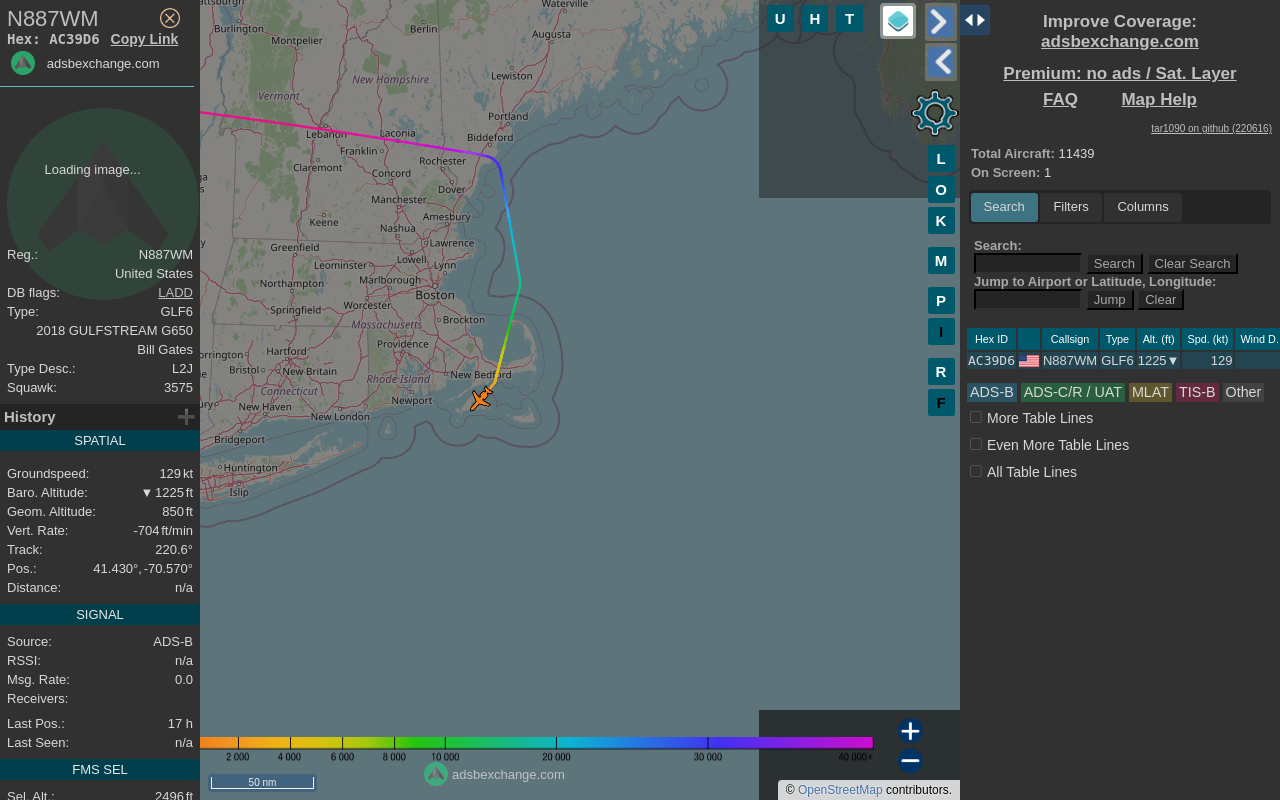 N887WM
Hex: AC39D6 Copy Link
adsbexchange.com
Loading image...
Reg.: N887WM
United States
DB flags: LADD
Type: GLF6
2018 GULFSTREAM G650
Bill Gates
Type Desc.: L2J
Squawk: 3575
History
SPATIAL
Groundspeed: 129 kt
Baro. Altitude: ▼ 1225 ft
Geom. Altitude: 850 ft
Vert. Rate: -704 ft/min
Track: 220.6°
Pos.: 41.430°, -70.570°
Distance: n/a
SIGNAL
Source: ADS-B
RSSI: n/a
Msg. Rate: 0.0
Receivers:
Last Pos.: 17 h
Last Seen: n/a
FMS SEL
Sel. Alt.: 2496 ft
Waterville
Burlington
Berlin
Montpelier
Augusta
New Hampshire
Lewiston
Vermont
Portland
Lebanon
Laconia
Biddeford
Franklin
Rochester
Claremont
Concord
Dover
Manchester
Keene
Amesbury
Nashua
Greenfield
Lawrence
Lowell
Leominster
Lynn
Northampton
Marlborough
Boston
Worcester
Springfield
Brockton
Massachusetts
Providence
Hartford
Bristol
New Britain
Rhode Island
New Bedford
Connecticut
Newport
New Haven
New London
Bridgeport
Huntington
Islip
2 000 4 000 6 000 8 000 10 000 20 000 30 000 40 000+
adsbexchange.com
50 nm
© OpenStreetMap contributors.
U H T
L
O
K
M
P
I
R
F
Improve Coverage:
adsbexchange.com
Premium: no ads / Sat. Layer
FAQ Map Help
tar1090 on github (220616)
Total Aircraft: 11439
On Screen: 1
Search Filters Columns
Search:
Search Clear Search
Jump to Airport or Latitude, Longitude:
Jump Clear
Hex ID Callsign Type Alt. (ft) Spd. (kt) Wind D.
AC39D6 N887WM GLF6 1225▼ 129
ADS-B ADS-C/R / UAT MLAT TIS-B Other
More Table Lines
Even More Table Lines
All Table Lines